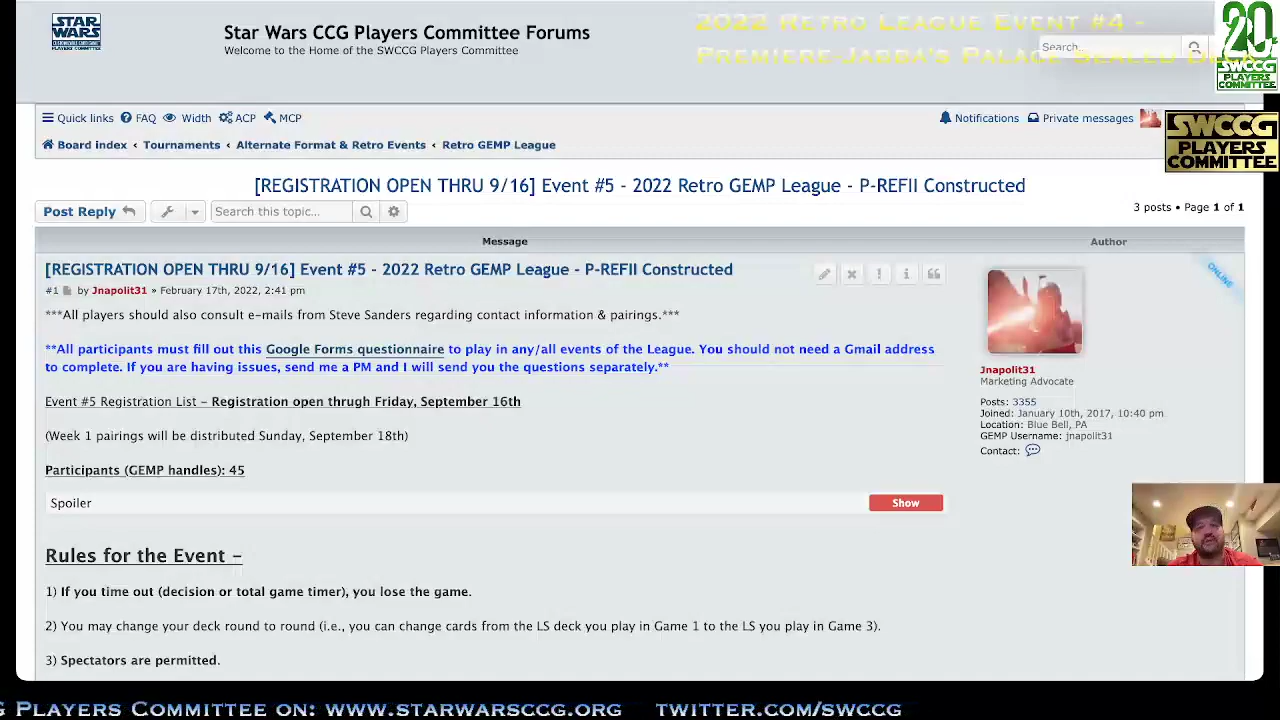 STAR WARS
Star Wars CCG Players Committee Forums
Welcome to the Home of the SWCCG Players Committee
2022 Retro League Event #4 -
Premiere-Jabba's Palace Sealed
Search
20
SWCCG
PLAYERS
COMMITTEE
Quick links FAQ Width ACP MCP
Notifications Private messages
SWCCG
PLAYERS
COMMITTEE
Board index ‹ Tournaments ‹ Alternate Format & Retro Events ‹ Retro GEMP League
[REGISTRATION OPEN THRU 9/16] Event #5 - 2022 Retro GEMP League - P-REFII Constructed
Post Reply Search this topic... 3 posts • Page 1 of 1
Message Author
[REGISTRATION OPEN THRU 9/16] Event #5 - 2022 Retro GEMP League - P-REFII Constructed
#1 by Jnapolit31 » February 17th, 2022, 2:41 pm
ONLINE
***All players should also consult e-mails from Steve Sanders regarding contact information & pairings.***
**All participants must fill out this Google Forms questionnaire to play in any/all events of the League. You should not need a Gmail address
to complete. If you are having issues, send me a PM and I will send you the questions separately.**
Event #5 Registration List – Registration open thrugh Friday, September 16th
(Week 1 pairings will be distributed Sunday, September 18th)
Participants (GEMP handles): 45
Spoiler Show
Jnapolit31
Marketing Advocate
Posts: 3355
Joined: January 10th, 2017, 10:40 pm
Location: Blue Bell, PA
GEMP Username: jnapolit31
Contact:
Rules for the Event –
1) If you time out (decision or total game timer), you lose the game.
2) You may change your deck round to round (i.e., you can change cards from the LS deck you play in Game 1 to the LS you play in Game 3).
3) Spectators are permitted.
G Players Committee on: www.starwarsccg.org twitter.com/swccg